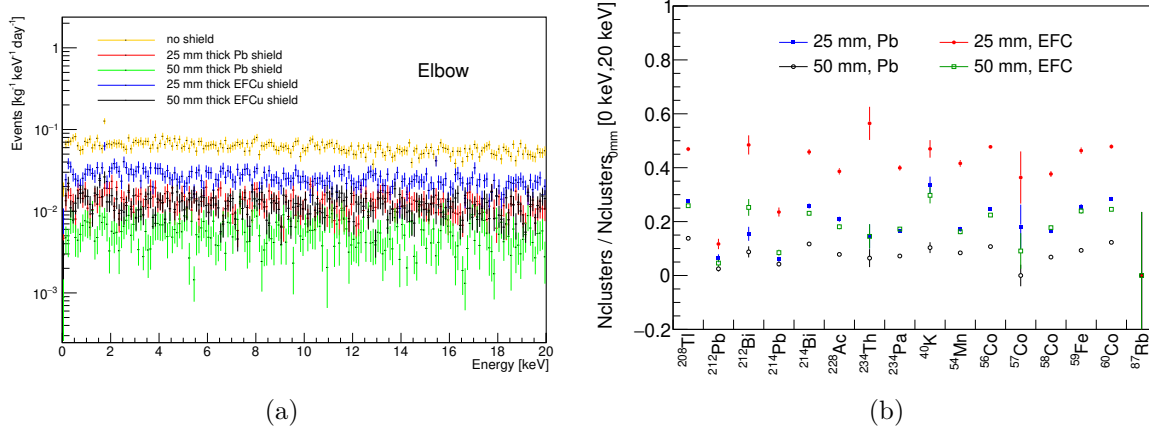 Events [kg⁻¹ keV⁻¹ day⁻¹]
1
10⁻¹
10⁻²
10⁻³
no shield
25 mm thick Pb shield
50 mm thick Pb shield
25 mm thick EFCu shield
50 mm thick EFCu shield
Elbow
0 2 4 6 8 10 12 14 16 18 20
Energy [keV]
(a)
Nclusters / Nclusters₀ₘₘ [0 keV,20 keV]
1
0.8
0.6
0.4
0.2
0
−0.2
25 mm, Pb 25 mm, EFC
50 mm, Pb 50 mm, EFC
²⁰⁸Tl ²¹²Pb ²¹²Bi ²¹⁴Pb ²¹⁴Bi ²²⁸Ac ²³⁴Th ²³⁴Pa ⁴⁰K ⁵⁴Mn ⁵⁶Co ⁵⁷Co ⁵⁸Co ⁵⁹Fe ⁶⁰Co ⁸⁷Rb
(b)